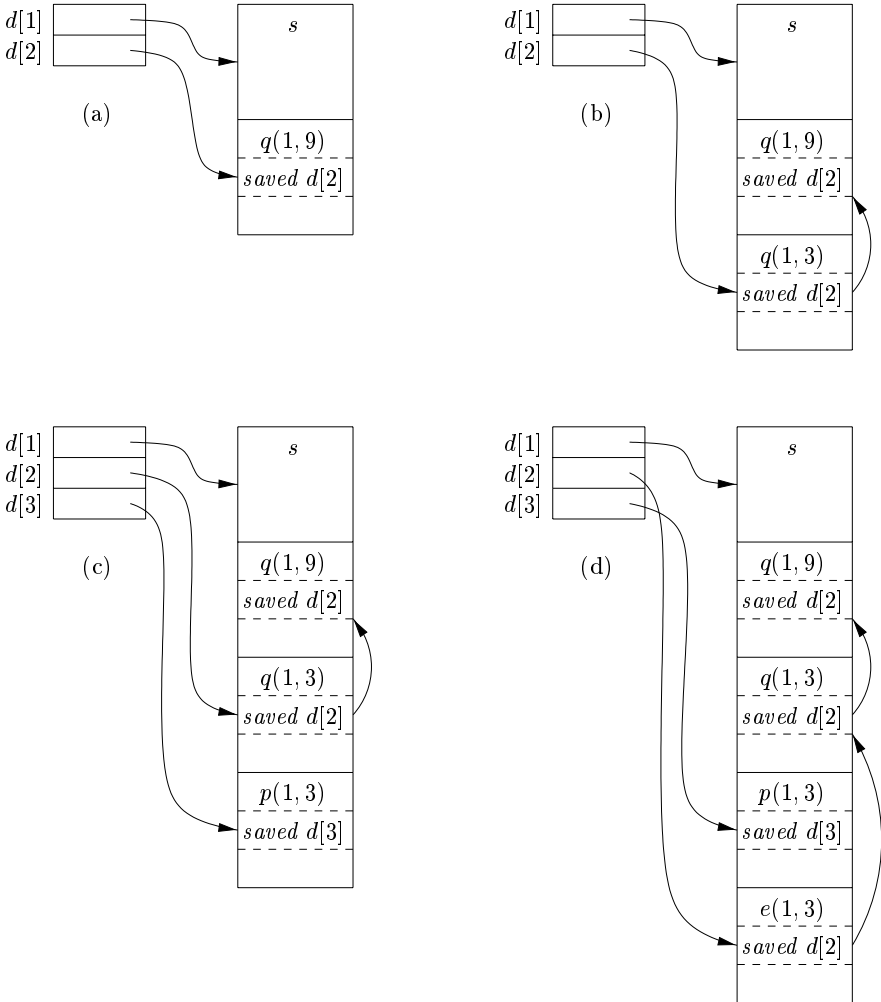 d[1]
d[2]
s
(a)
q(1, 9)
saved d[2]
d[1]
d[2]
s
(b)
q(1, 9)
saved d[2]
q(1, 3)
saved d[2]
d[1]
d[2]
d[3]
s
(c)
q(1, 9)
saved d[2]
q(1, 3)
saved d[2]
p(1, 3)
saved d[3]
d[1]
d[2]
d[3]
s
(d)
q(1, 9)
saved d[2]
q(1, 3)
saved d[2]
p(1, 3)
saved d[3]
e(1, 3)
saved d[2]